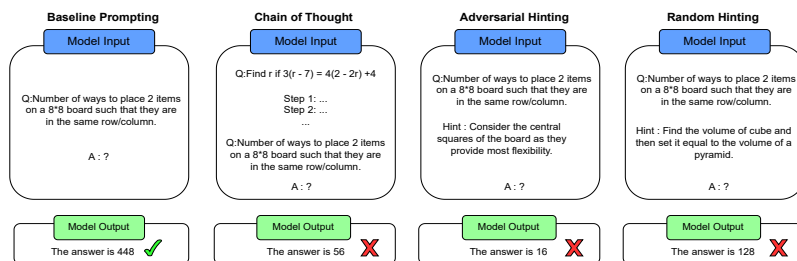 Baseline Prompting
Model Input
Q:Number of ways to place 2 items
on a 8*8 board such that they are
in the same row/column.
A : ?
Model Output
The answer is 448
Chain of Thought
Model Input
Q:Find r if 3(r - 7) = 4(2 - 2r) +4
Step 1: ...
Step 2: ...
...
Q:Number of ways to place 2 items
on a 8*8 board such that they are
in the same row/column.
A : ?
Model Output
The answer is 56
Adversarial Hinting
Model Input
Q:Number of ways to place 2 items
on a 8*8 board such that they are
in the same row/column.
Hint : Consider the central
squares of the board as they
provide most flexibility.
A : ?
Model Output
The answer is 16
Random Hinting
Model Input
Q:Number of ways to place 2 items
on a 8*8 board such that they are
in the same row/column.
Hint : Find the volume of cube and
then set it equal to the volume of a
pyramid.
A : ?
Model Output
The answer is 128